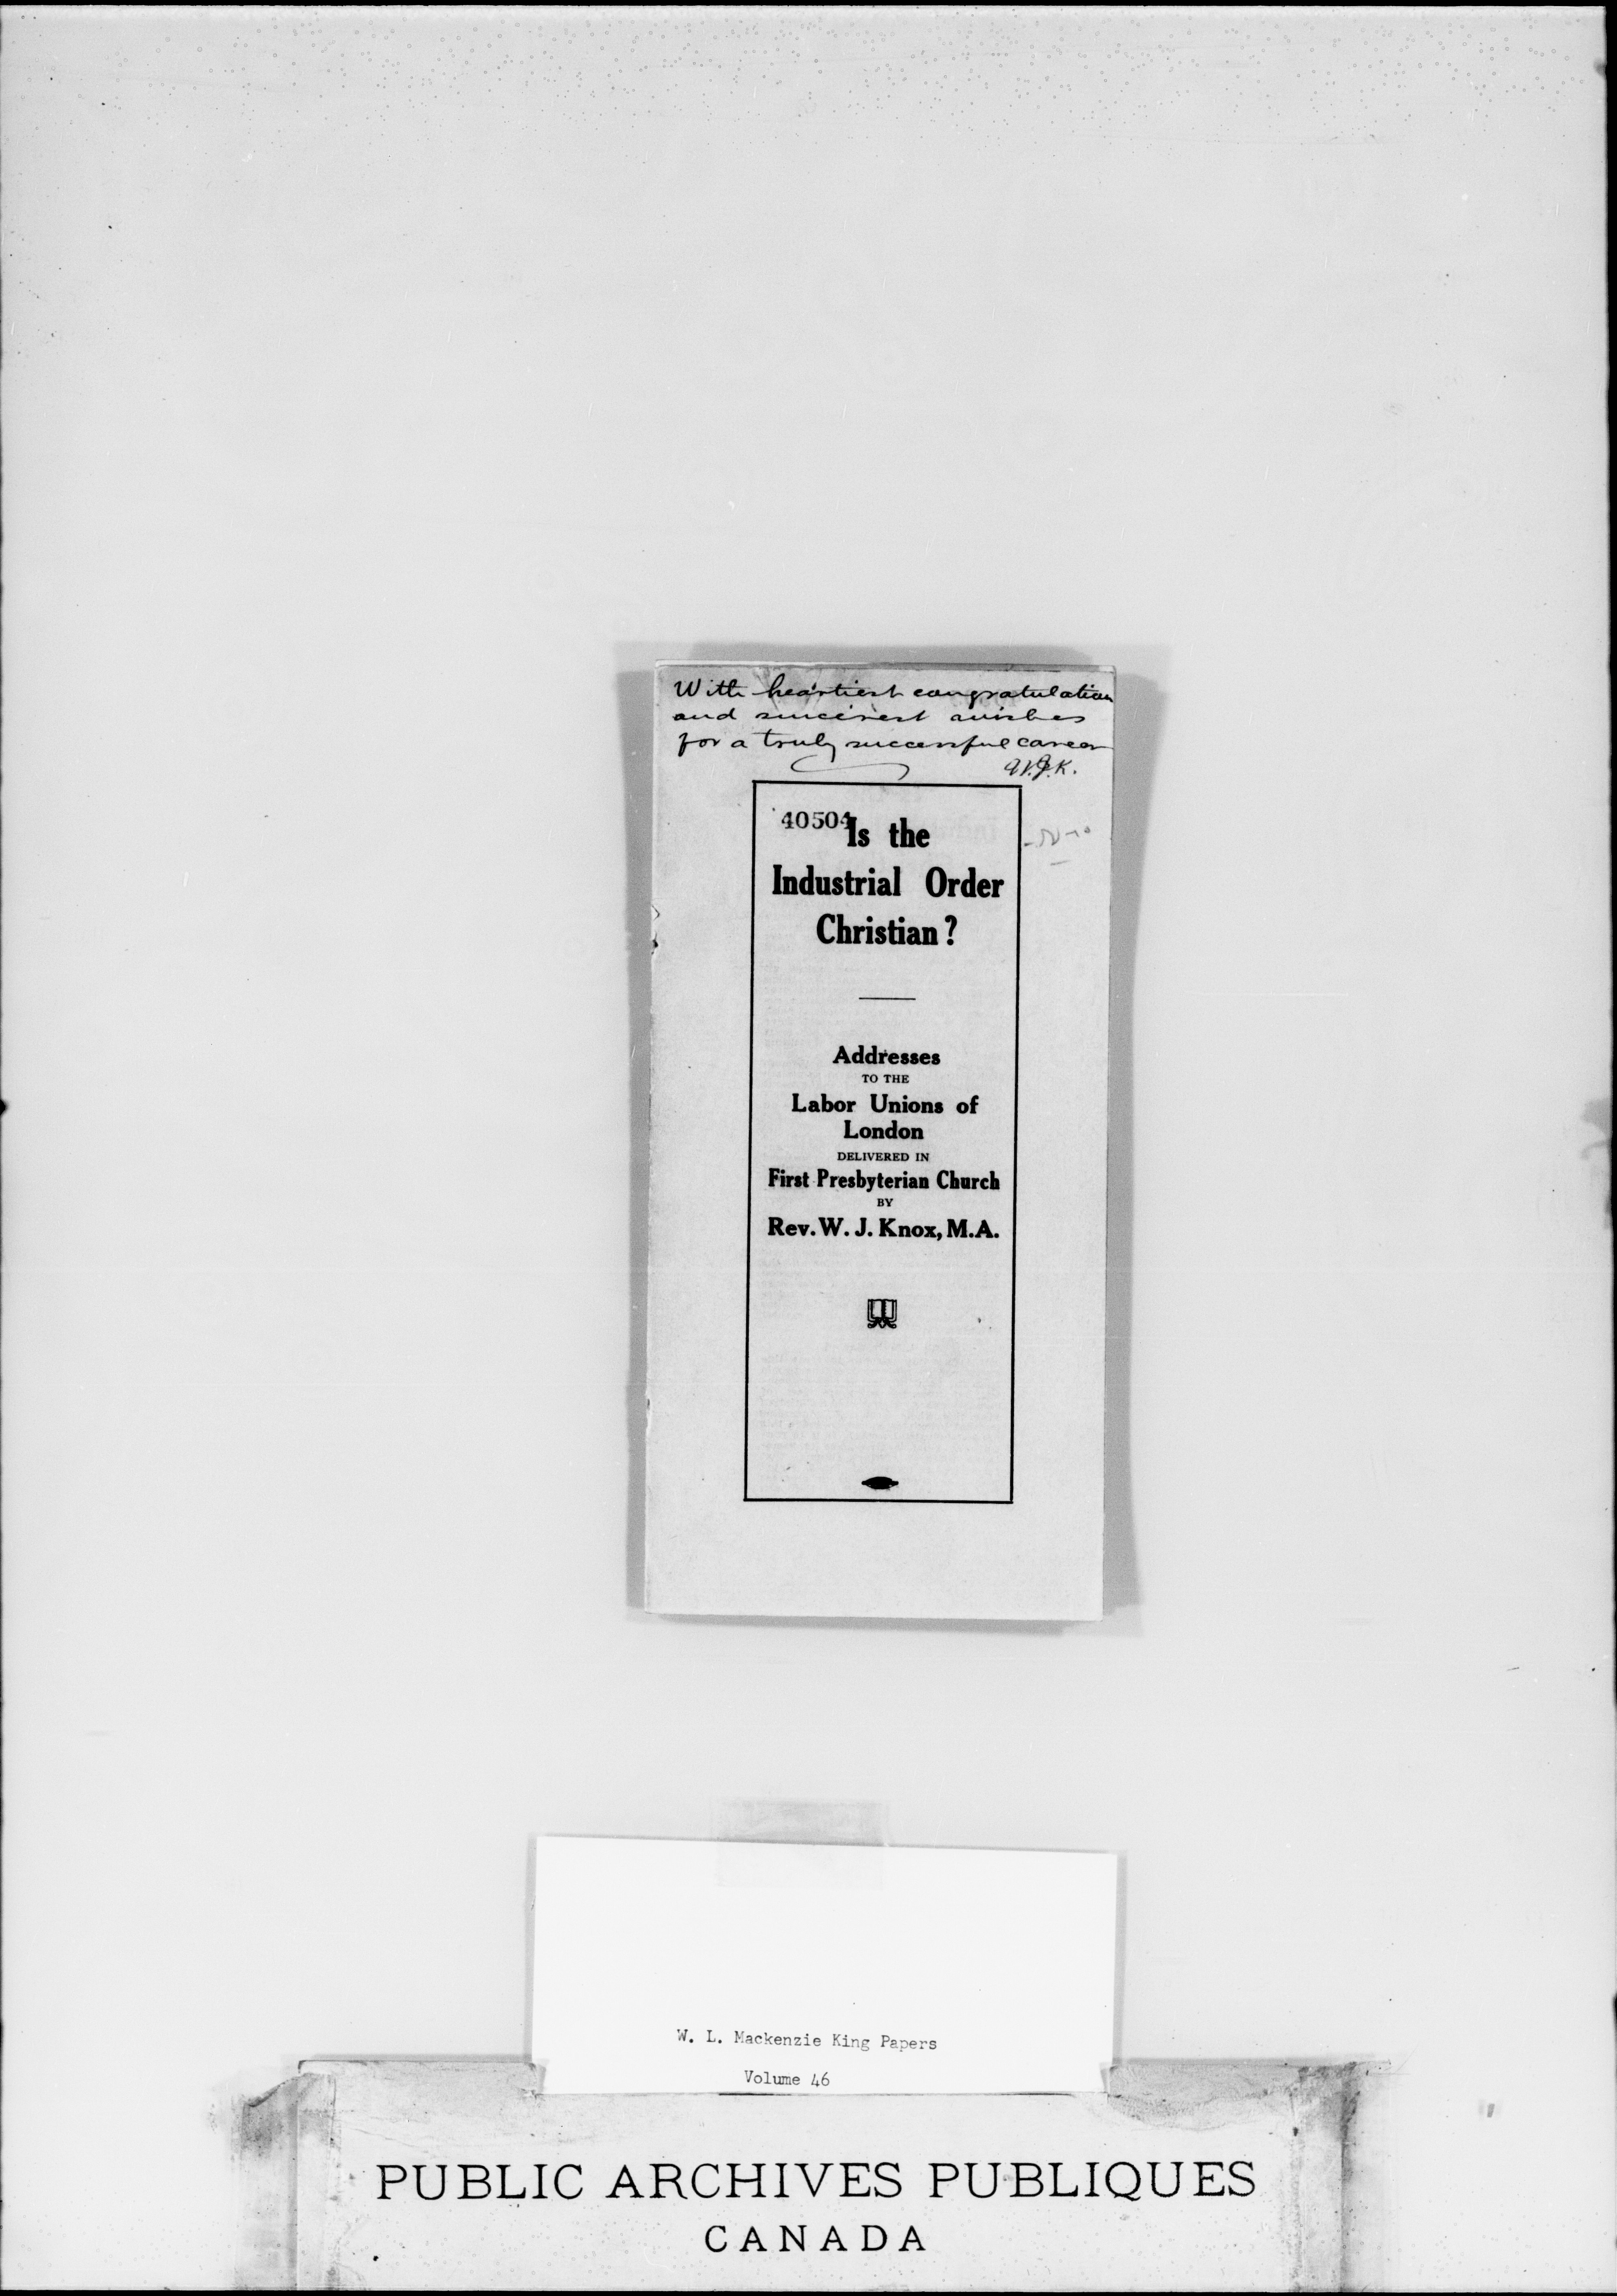 With heartiest congratulation
and sincerest wishes
for a truly successful career
W.J.K.
40504
Is the
Industrial Order
Christian?
Addresses
TO THE
Labor Unions of
London
DELIVERED IN
First Presbyterian Church
BY
Rev. W. J. Knox, M.A.
W. L. Mackenzie King Papers
Volume 46
PUBLIC ARCHIVES PUBLIQUES
CANADA